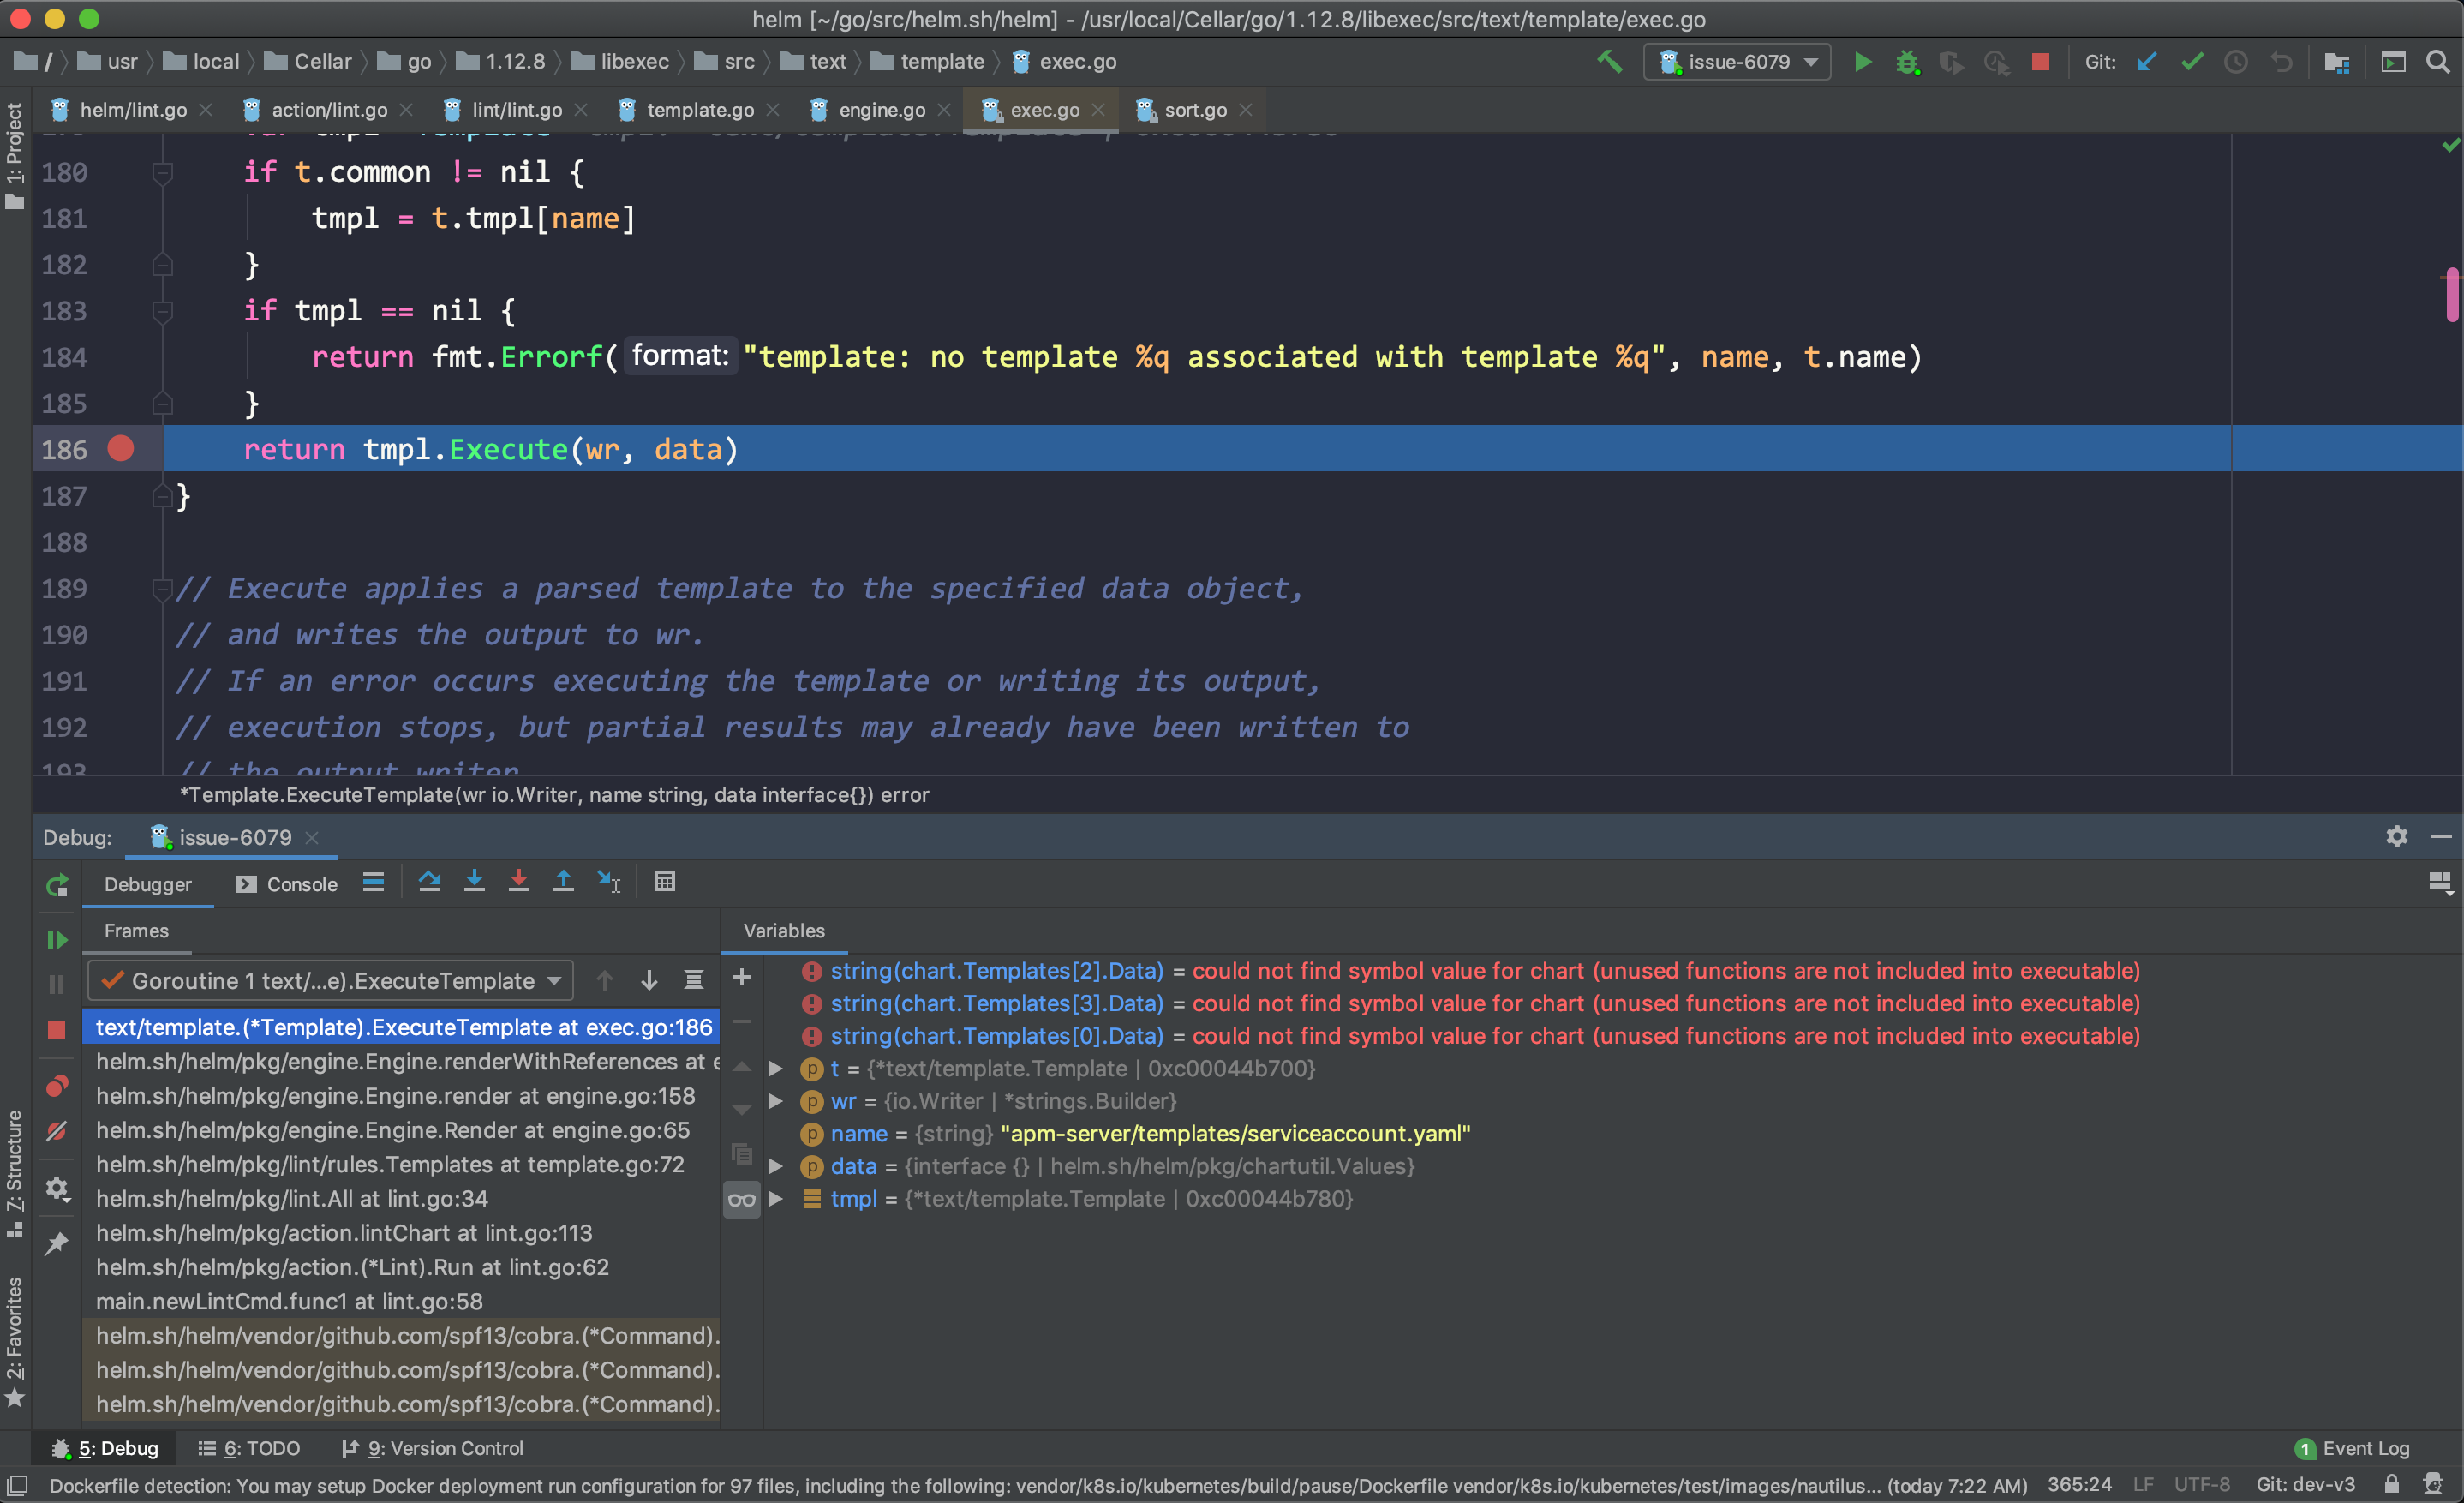 helm [~/go/src/helm.sh/helm] - /usr/local/Cellar/go/1.12.8/libexec/src/text/template/exec.go
/ usr local Cellar go 1.12.8 libexec src text template exec.go
issue-6079
Git:
helm/lint.go action/lint.go lint/lint.go template.go engine.go exec.go sort.go
1: Project
180 if t.common != nil {
181 tmpl = t.tmpl[name]
182 }
183 if tmpl == nil {
184 return fmt.Errorf( format: "template: no template %q associated with template %q", name, t.name)
185 }
186 return tmpl.Execute(wr, data)
187 }
188
189 // Execute applies a parsed template to the specified data object,
190 // and writes the output to wr.
191 // If an error occurs executing the template or writing its output,
192 // execution stops, but partial results may already have been written to
193 // the output writer
*Template.ExecuteTemplate(wr io.Writer, name string, data interface{}) error
Debug: issue-6079
Debugger Console
Frames
Variables
Goroutine 1 text/...e).ExecuteTemplate
text/template.(*Template).ExecuteTemplate at exec.go:186
helm.sh/helm/pkg/engine.Engine.renderWithReferences at e
helm.sh/helm/pkg/engine.Engine.render at engine.go:158
helm.sh/helm/pkg/engine.Engine.Render at engine.go:65
helm.sh/helm/pkg/lint/rules.Templates at template.go:72
helm.sh/helm/pkg/lint.All at lint.go:34
helm.sh/helm/pkg/action.lintChart at lint.go:113
helm.sh/helm/pkg/action.(*Lint).Run at lint.go:62
main.newLintCmd.func1 at lint.go:58
helm.sh/helm/vendor/github.com/spf13/cobra.(*Command).
helm.sh/helm/vendor/github.com/spf13/cobra.(*Command).
helm.sh/helm/vendor/github.com/spf13/cobra.(*Command).
string(chart.Templates[2].Data) = could not find symbol value for chart (unused functions are not included into executable)
string(chart.Templates[3].Data) = could not find symbol value for chart (unused functions are not included into executable)
string(chart.Templates[0].Data) = could not find symbol value for chart (unused functions are not included into executable)
p t = {*text/template.Template | 0xc00044b700}
p wr = {io.Writer | *strings.Builder}
p name = {string} "apm-server/templates/serviceaccount.yaml"
p data = {interface {} | helm.sh/helm/pkg/chartutil.Values}
tmpl = {*text/template.Template | 0xc00044b780}
7: Structure
2: Favorites
5: Debug 6: TODO 9: Version Control
1 Event Log
Dockerfile detection: You may setup Docker deployment run configuration for 97 files, including the following: vendor/k8s.io/kubernetes/build/pause/Dockerfile vendor/k8s.io/kubernetes/test/images/nautilus... (today 7:22 AM) 365:24 LF UTF-8 Git: dev-v3